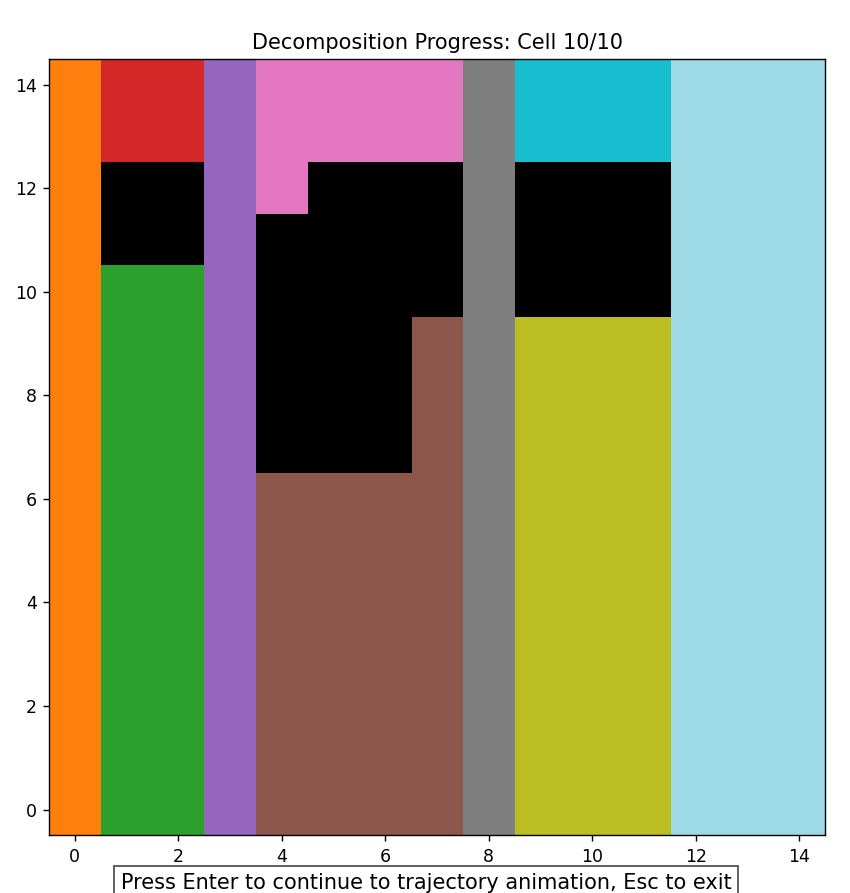 Decomposition Progress: Cell 10/10
14
12
10
8
6
4
2
0
0 2 4 6 8 10 12 14
Press Enter to continue to trajectory animation, Esc to exit